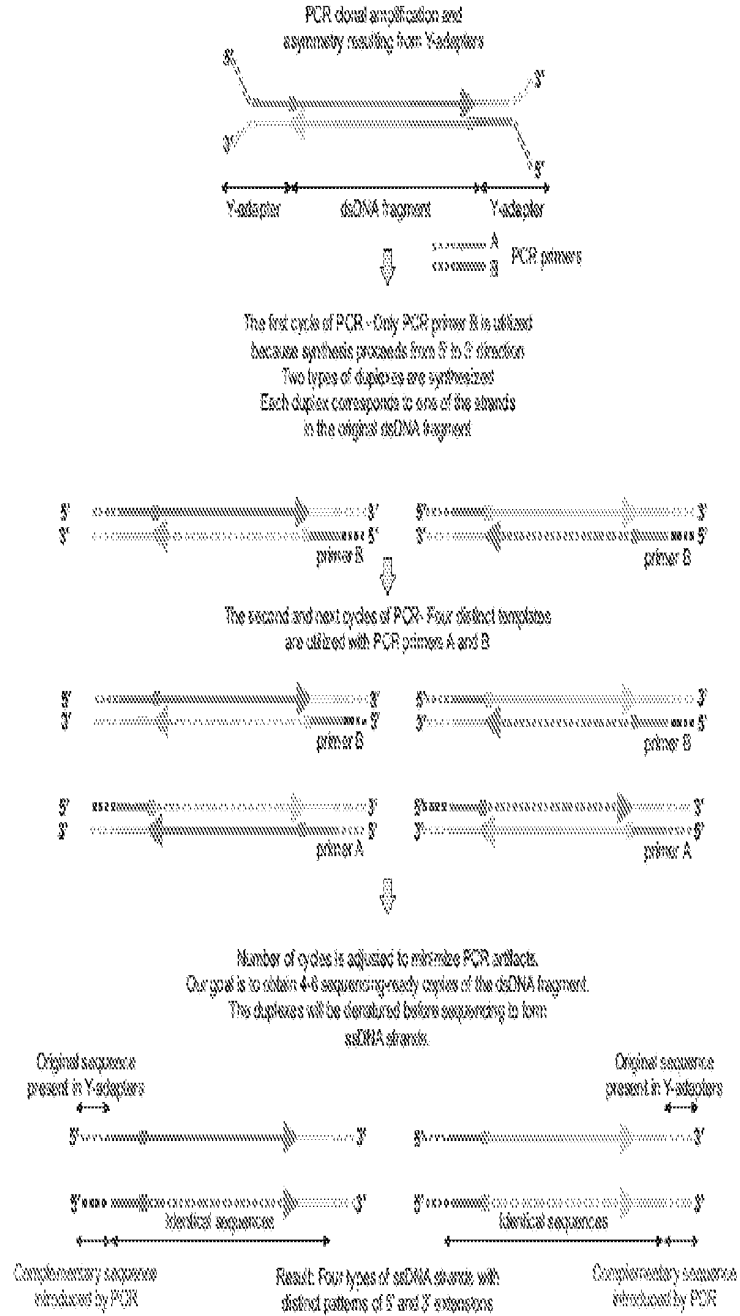 PCR clonal amplification and
asymmetry resulting from Y-adapters
5'
3'
3'
5'
Y-adapter
dsDNA fragment
Y-adapter
A
B
PCR primers
The first cycle of PCR - Only PCR primer B is utilized
because synthesis proceeds from 5' to 3' direction
Two types of duplexes are synthesized
Each duplex corresponds to one of the strands
in the original dsDNA fragment
5' 3' 5' 3'
3' 5' 3' 5'
primer B primer B
The second and next cycles of PCR- Four distinct templates
are utilized with PCR primers A and B
5' 3' 5' 3'
3' 5' 3' 5'
primer B primer B
5' 3' 5' 3'
3' 5' 3' 5'
primer A primer A
Number of cycles is adjusted to minimize PCR artifacts.
Our goal is to obtain 4-6 sequencing-ready copies of the dsDNA fragment.
The duplexes will be denatured before sequencing to form
ssDNA strands.
Original sequence
present in Y-adapters
Original sequence
present in Y-adapters
5' 3' 5' 3'
5' 3' 5' 3'
Identical sequences Identical sequences
Complementary sequence
introduced by PCR
Result: Four types of ssDNA strands with
distinct patterns of 5' and 3' extensions
Complementary sequence
introduced by PCR